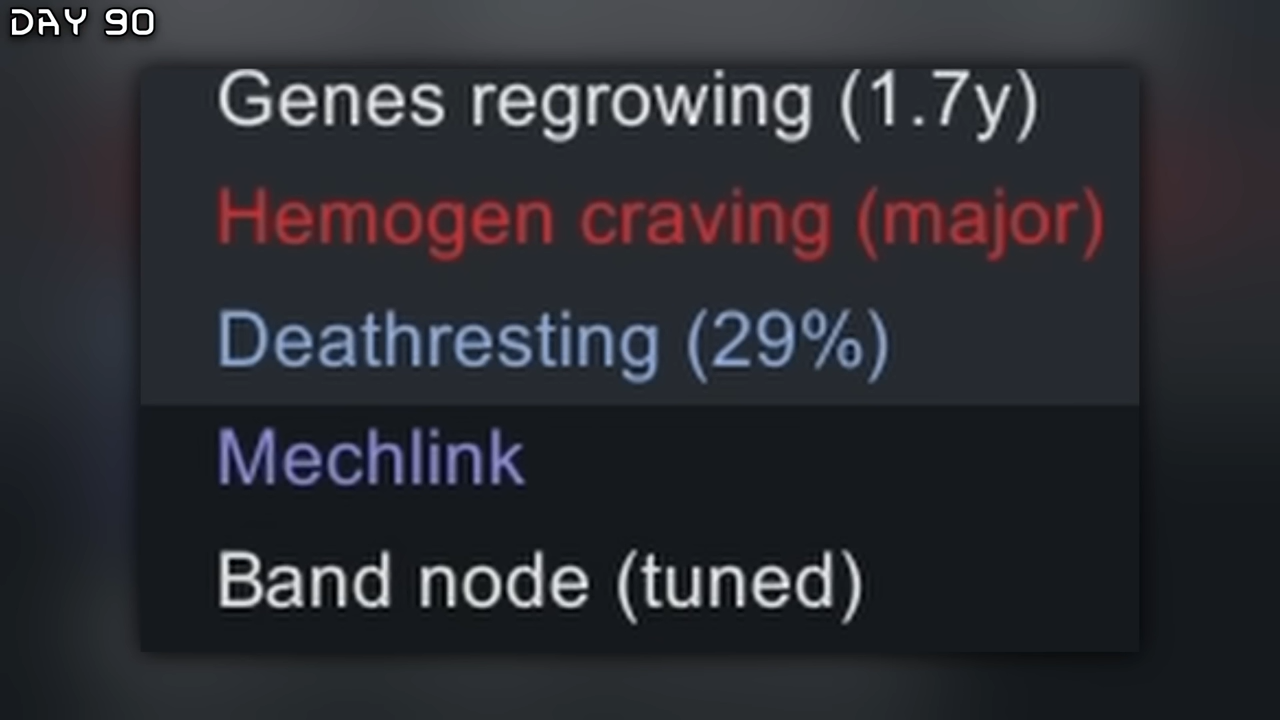 DAY 90
Genes regrowing (1.7y)
Hemogen craving (major)
Deathresting (29%)
Mechlink
Band node (tuned)